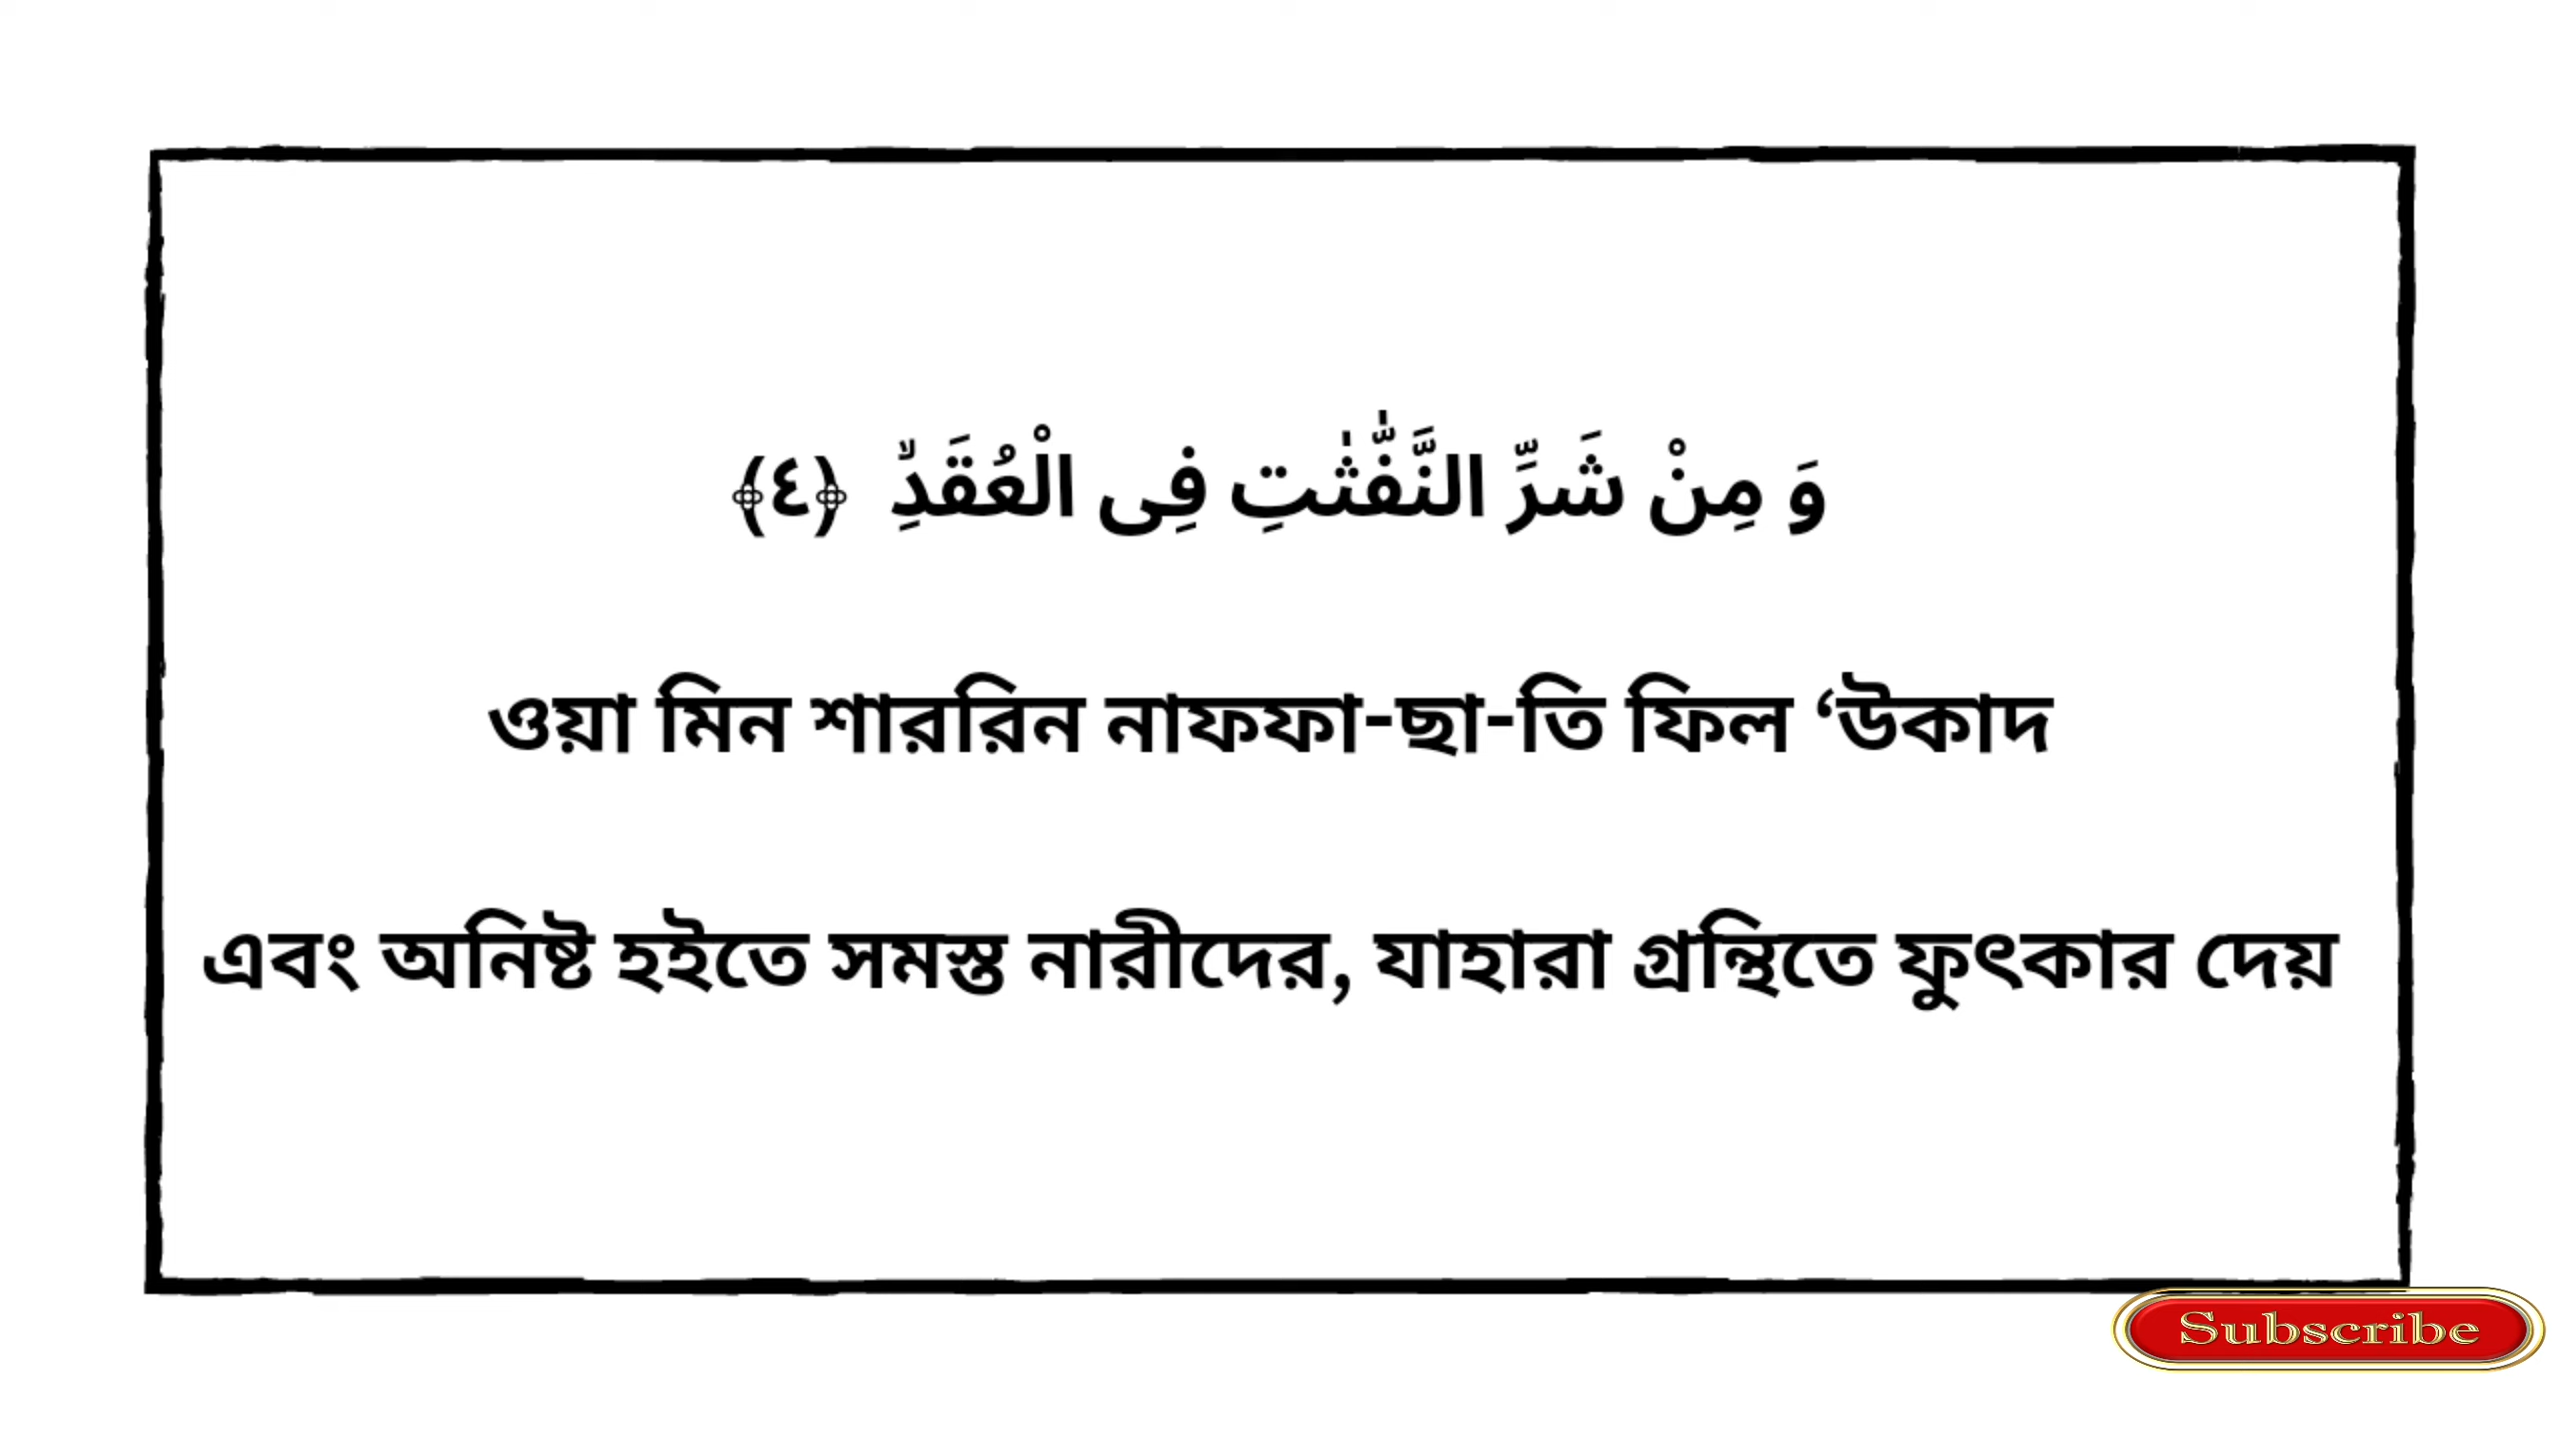 وَ مِنْ شَرِّ النَّفّٰثٰتِ فِی الْعُقَدِۙ ﴿٤﴾
ওয়া মিন শাররিন নাফফা-ছা-তি ফিল ‘উকাদ
এবং অনিষ্ট হইতে সমস্ত নারীদের, যাহারা গ্রন্থিতে ফুৎকার দেয়
Subscribe